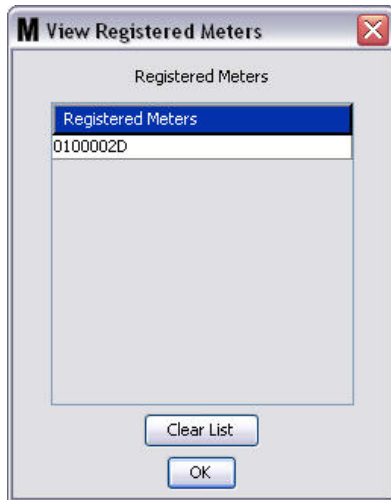 M View Registered Meters
Registered Meters
Registered Meters
0100002D
Clear List
OK